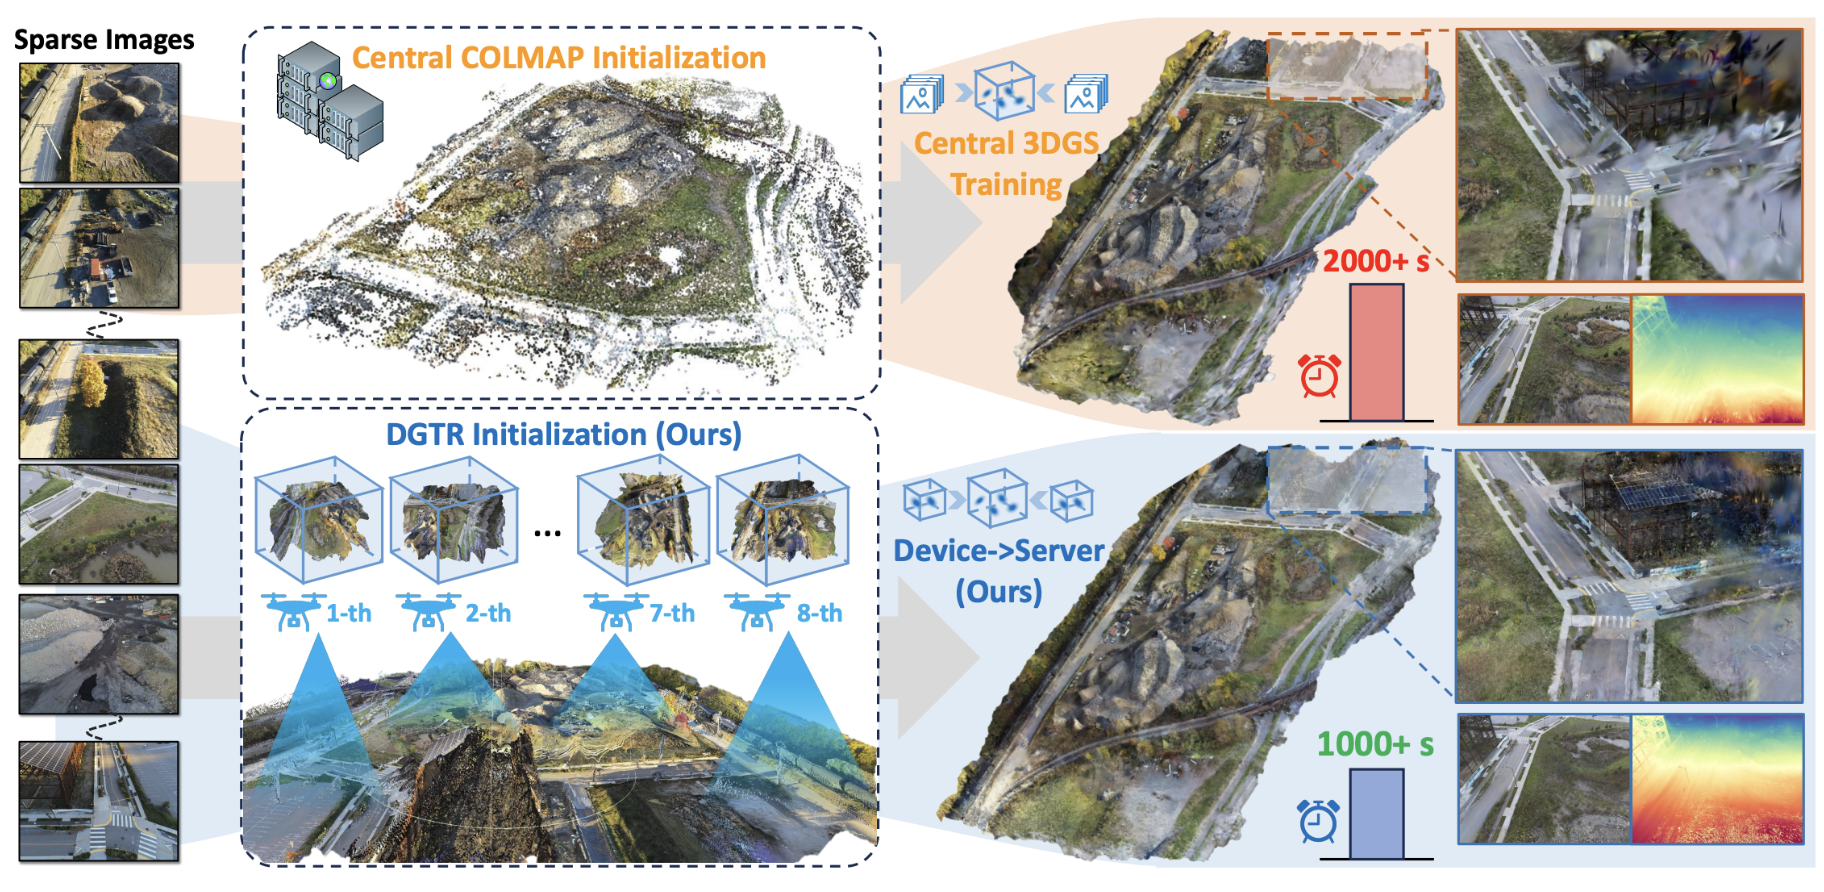 Sparse Images
Central COLMAP Initialization
Central 3DGS
Training
2000+ s
DGTR Initialization (Ours)
...
1-th
2-th
7-th
8-th
Device->Server
(Ours)
1000+ s